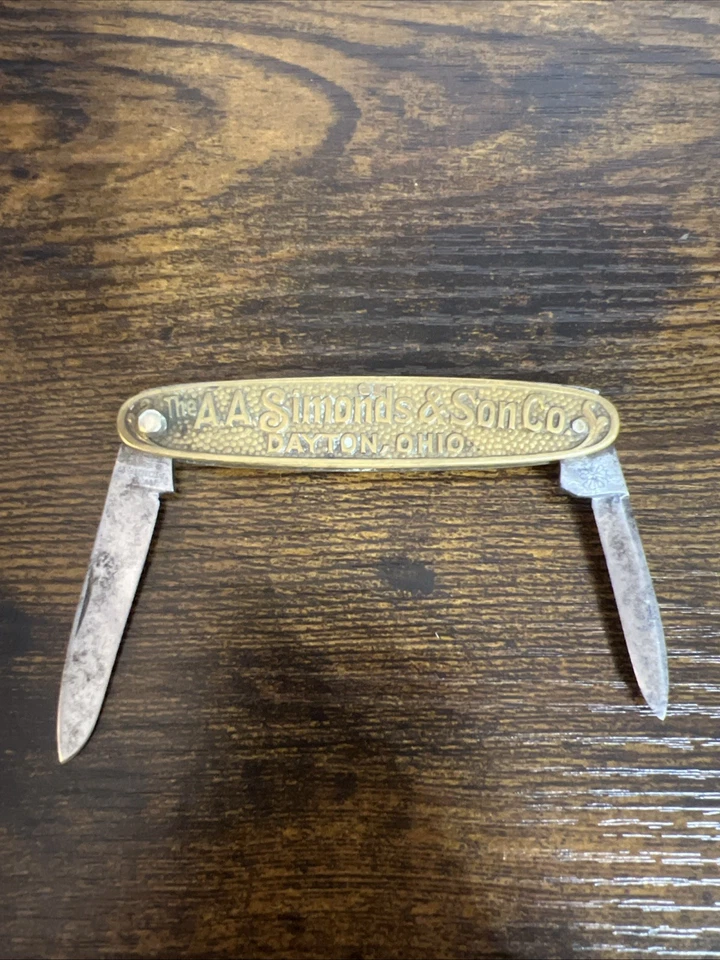 The A.A. Simonds & Son Co.
DAYTON, OHIO.